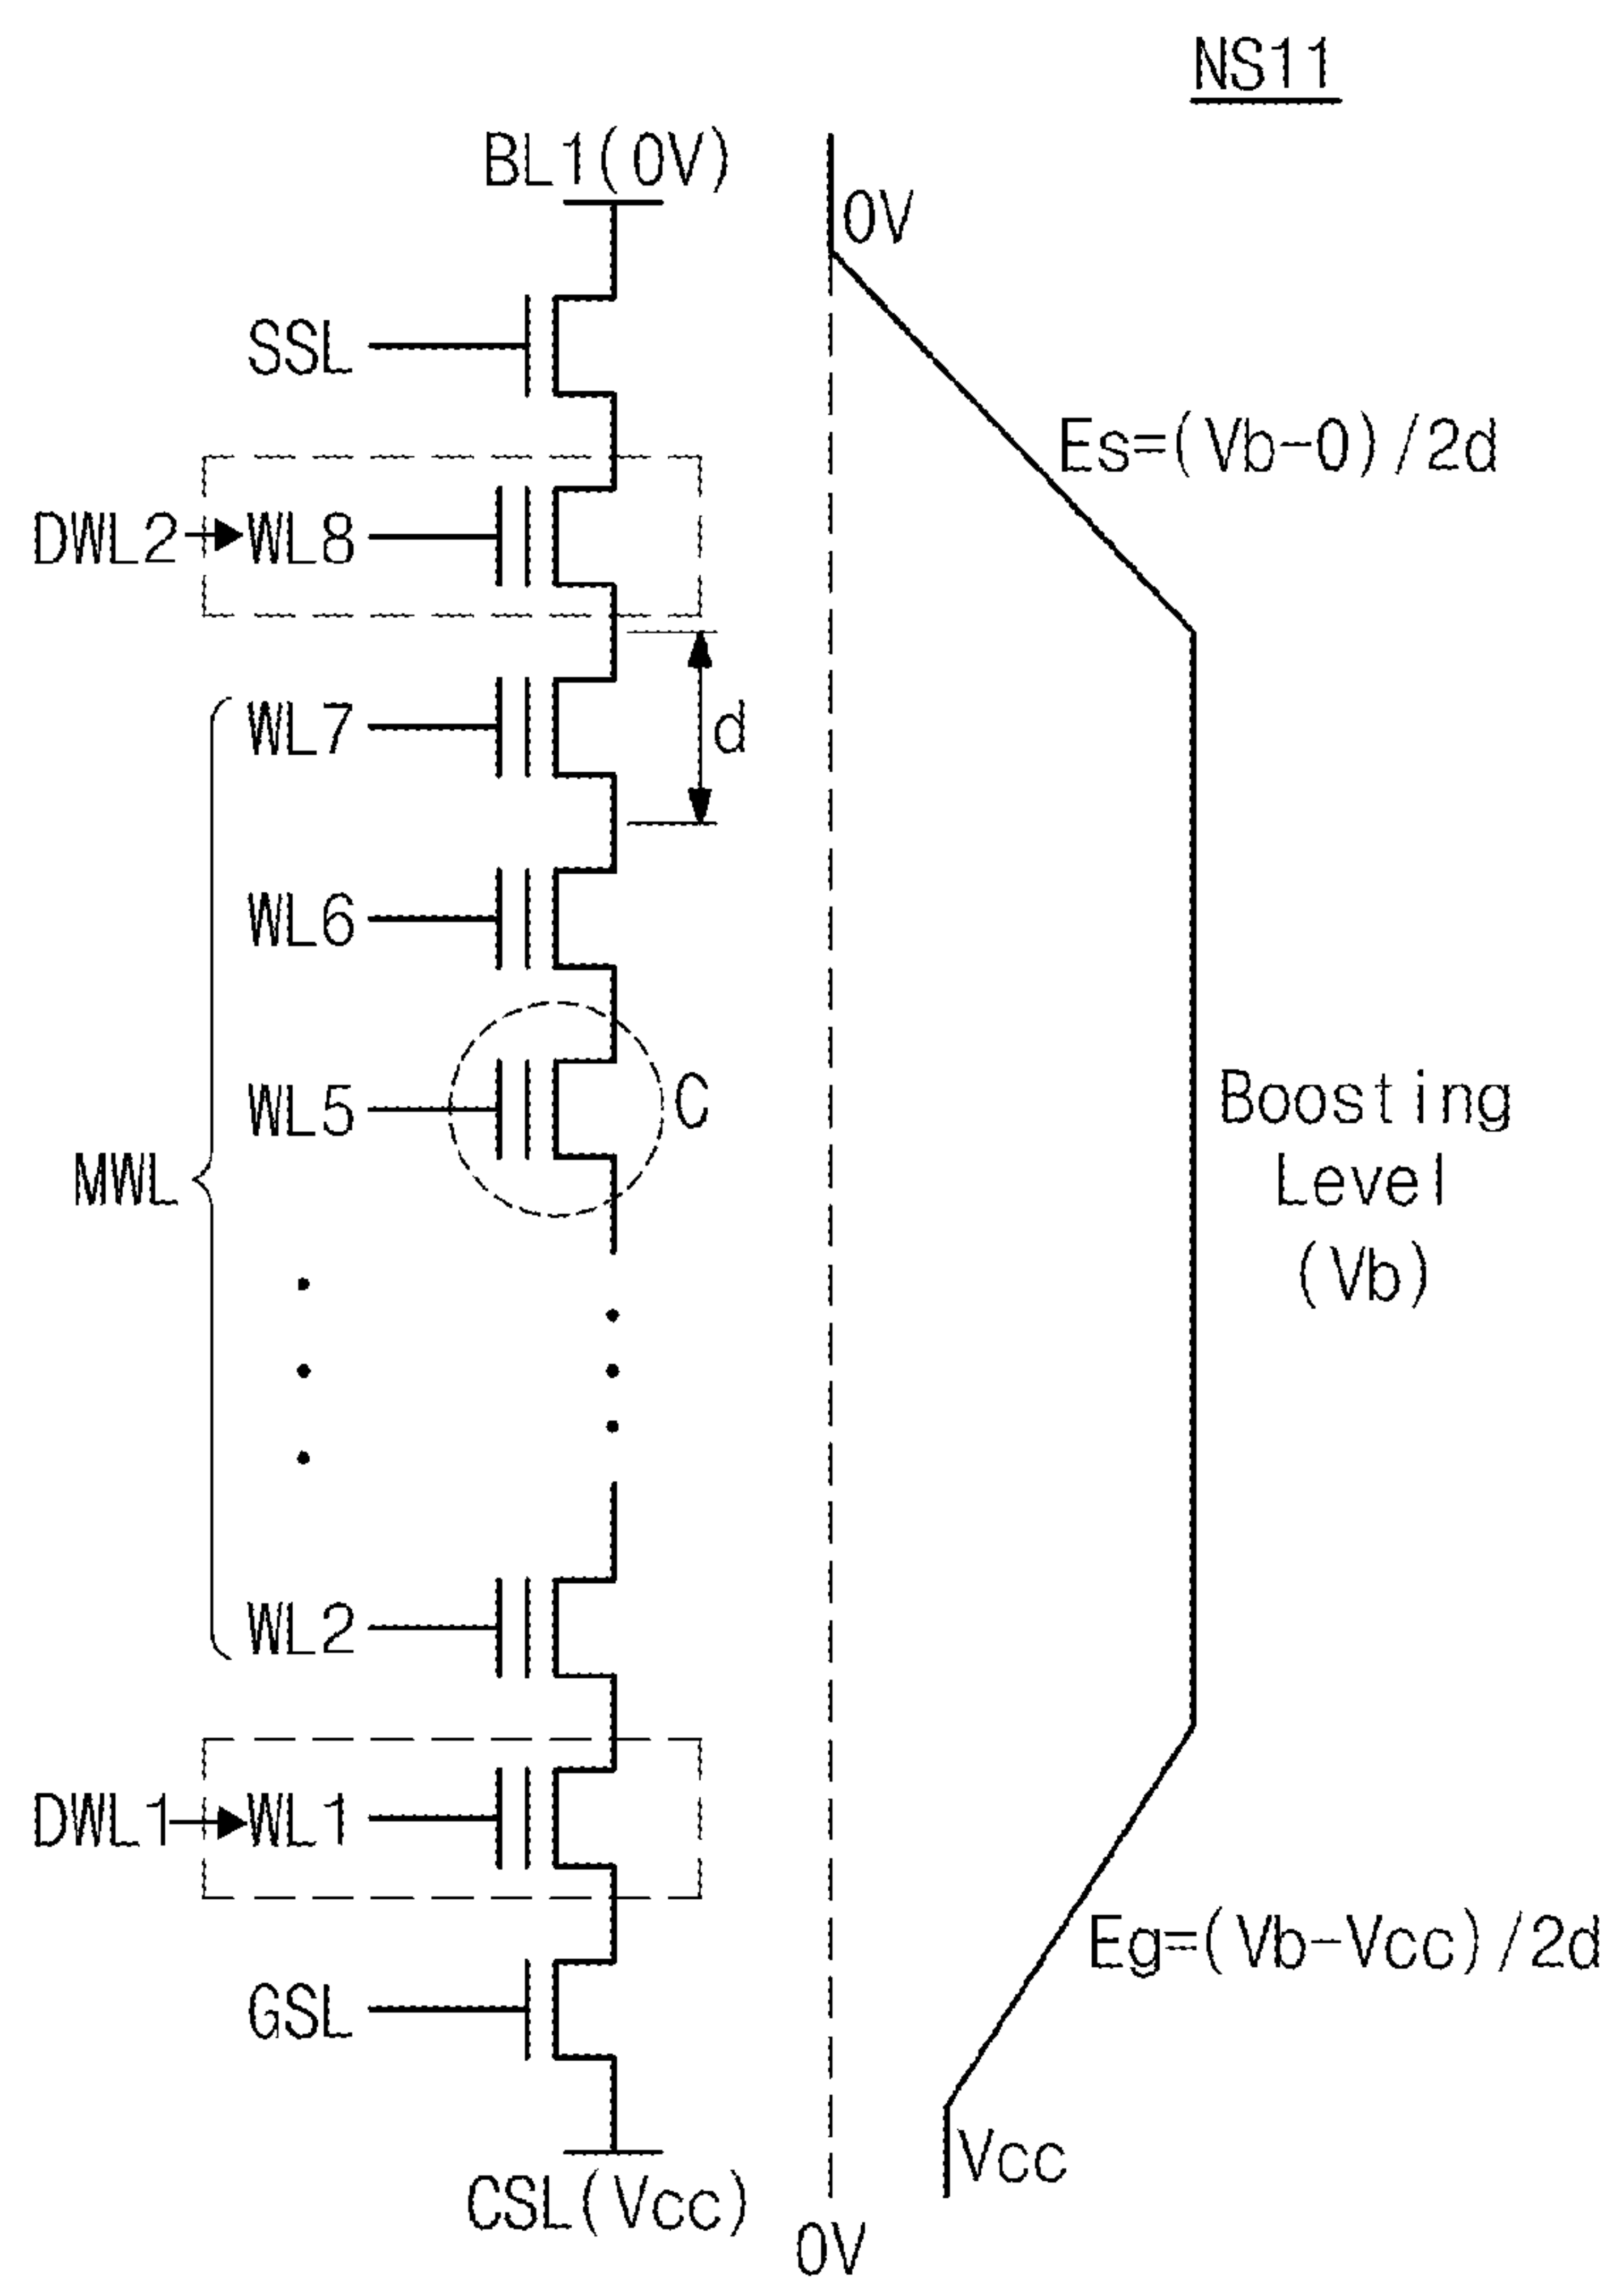 NS11
BL1(0V)
0V
SSL
Es=(Vb-0)/2d
DWL2
WL8
WL7
d
WL6
WL5
C
MWL
Boosting
Level
(Vb)
WL2
DWL1
WL1
Eg=(Vb-Vcc)/2d
GSL
Vcc
CSL(Vcc)
0V